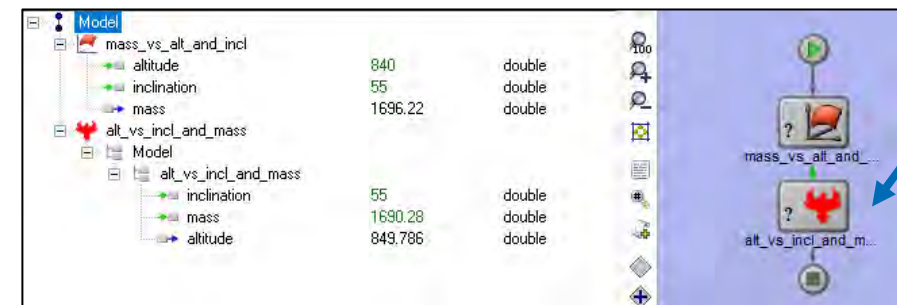 Model
mass_vs_alt_and_incl
altitude 840 double
inclination 55 double
mass 1696.22 double
alt_vs_incl_and_mass
Model
alt_vs_incl_and_mass
inclination 55 double
mass 1690.28 double
altitude 849.786 double
100
?
mass_vs_alt_and_...
?
alt_vs_incl_and_m...